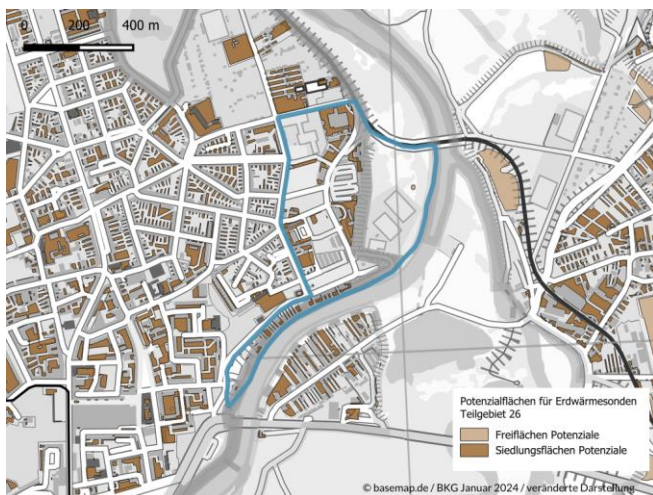 0 200 400 m
Potenzialflächen für Erdwärmesonden
Teilgebiet 26
Freiflächen Potenziale
Siedlungsflächen Potenziale
© basemap.de / BKG Januar 2024 / veränderte Darstellung